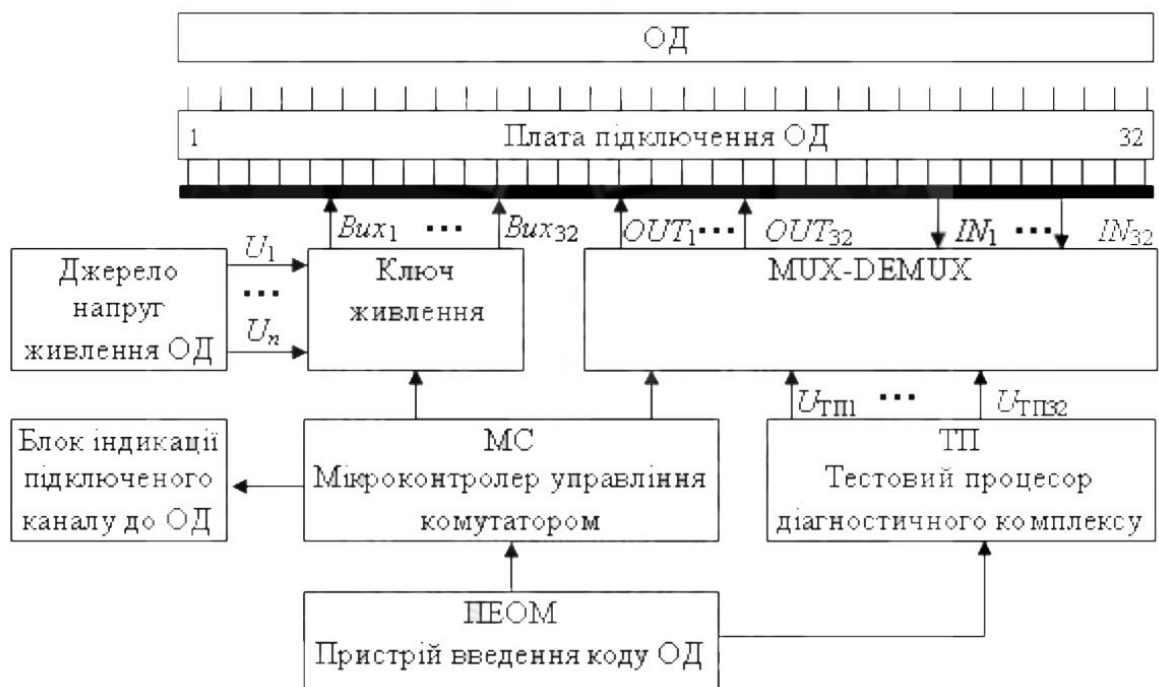 ОД
1 Плата підключення ОД 32
Вих1 ... Вих32 OUT1 ... OUT32 IN1 ... IN32
Джерело
напруг
живлення ОД
U1
...
Un
Ключ
живлення
MUX-DEMUX
UТП1 ... UТП32
Блок індикації
підключеного
каналу до ОД
МС
Мікроконтролер управління
комутатором
ТП
Тестовий процесор
діагностичного комплексу
ПЕОМ
Пристрій введення коду ОД